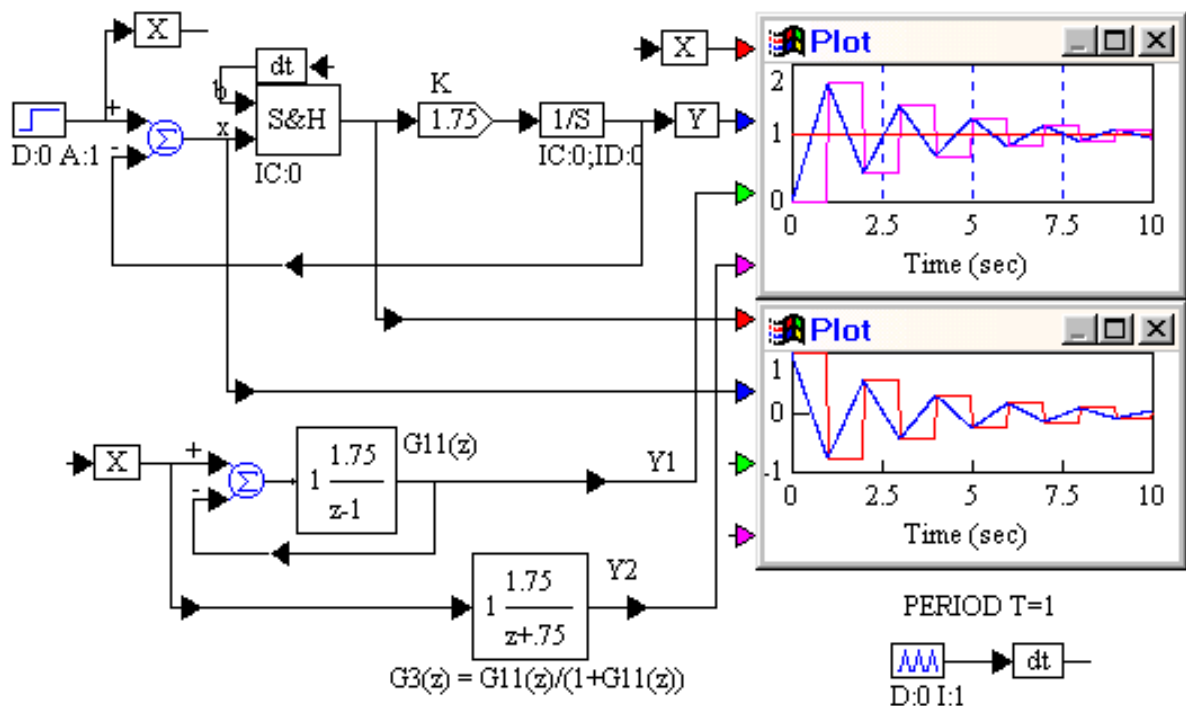 X
dt
b
+
S&H
x
-
D:0 A:1
IC:0
K
1.75
1/S
IC:0;ID:0
Y
X
Plot
2
1
0
0 2.5 5 7.5 10
Time (sec)
Plot
1
0
-1
0 2.5 5 7.5 10
Time (sec)
X
+
-
Σ
Σ
1 1.75
z-1
G11(z)
Y1
1 1.75
z+.75
Y2
G3(z) = G11(z)/(1+G11(z))
PERIOD T=1
dt
D:0 I:1